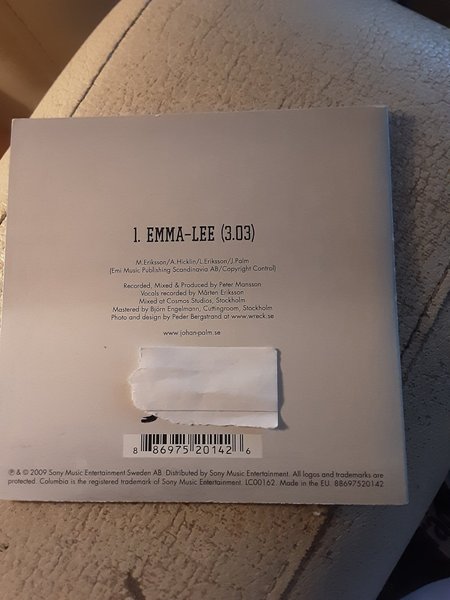 1. EMMA-LEE (3.03)
M.Eriksson/A.Hicklin/L.Eriksson/J.Palm
(Emi Music Publishing Scandinavia AB/Copyright Control)
Recorded, Mixed & Produced by Peter Mansson
Vocals recorded by Mårten Eriksson
Mixed at Cosmos Studios, Stockholm
Mastered by Björn Engelmann, Cuttingroom, Stockholm
Photo and design by Peder Bergstrand at www.wreck.se
www.johan-palm.se
8 86975 20142 6
℗ & © 2009 Sony Music Entertainment Sweden AB. Distributed by Sony Music Entertainment. All logos and trademarks are
protected. Columbia is the registered trademark of Sony Music Entertainment. LC00162. Made in the EU. 88697520142